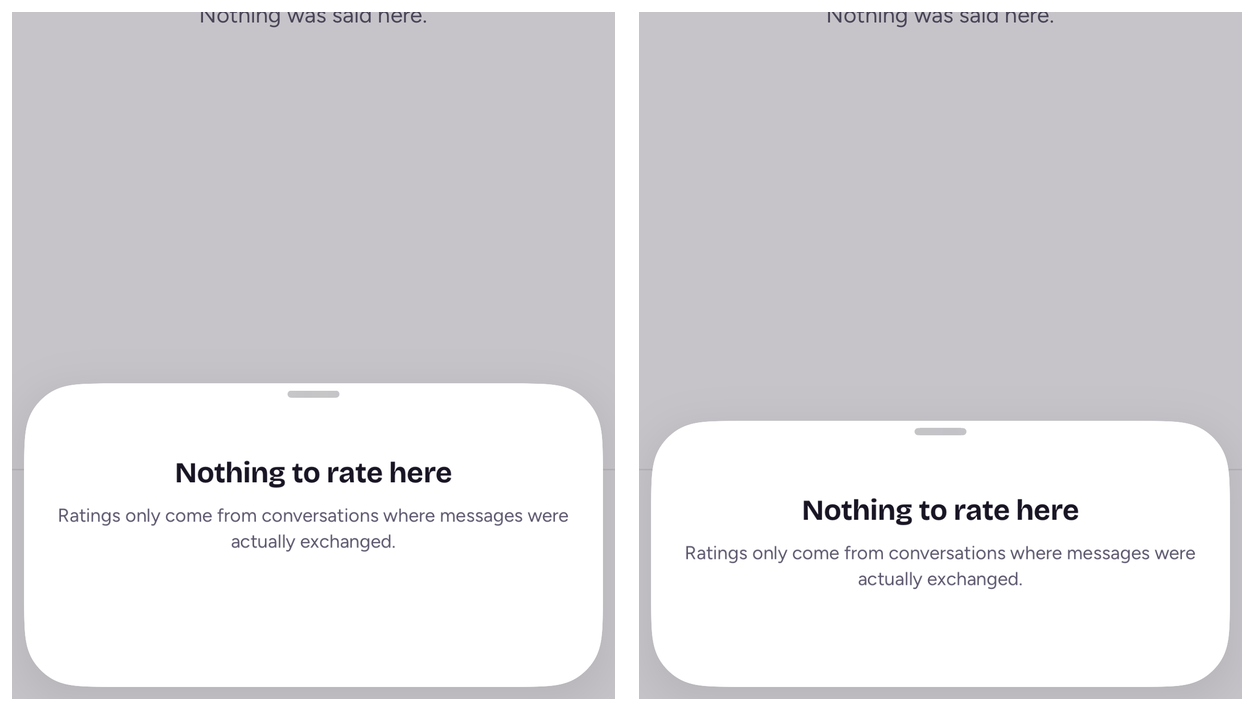 Nothing was said here.
Nothing to rate here
Ratings only come from conversations where messages were
actually exchanged.
Nothing was said here.
Nothing to rate here
Ratings only come from conversations where messages were
actually exchanged.